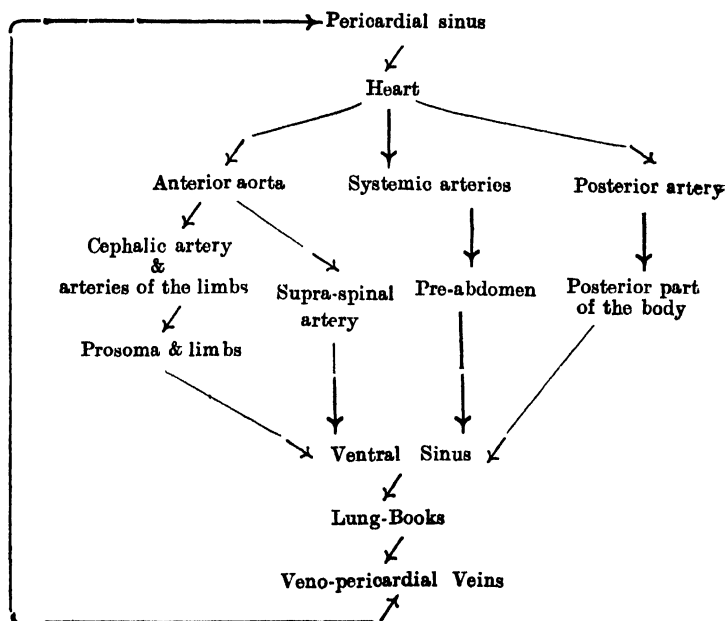 Pericardial sinus
Heart
Anterior aorta
Systemic arteries
Posterior artery
Cephalic artery
&
arteries of the limbs
Supra-spinal
artery
Pre-abdomen
Posterior part
of the body
Prosoma & limbs
Ventral Sinus
Lung-Books
Veno-pericardial Veins